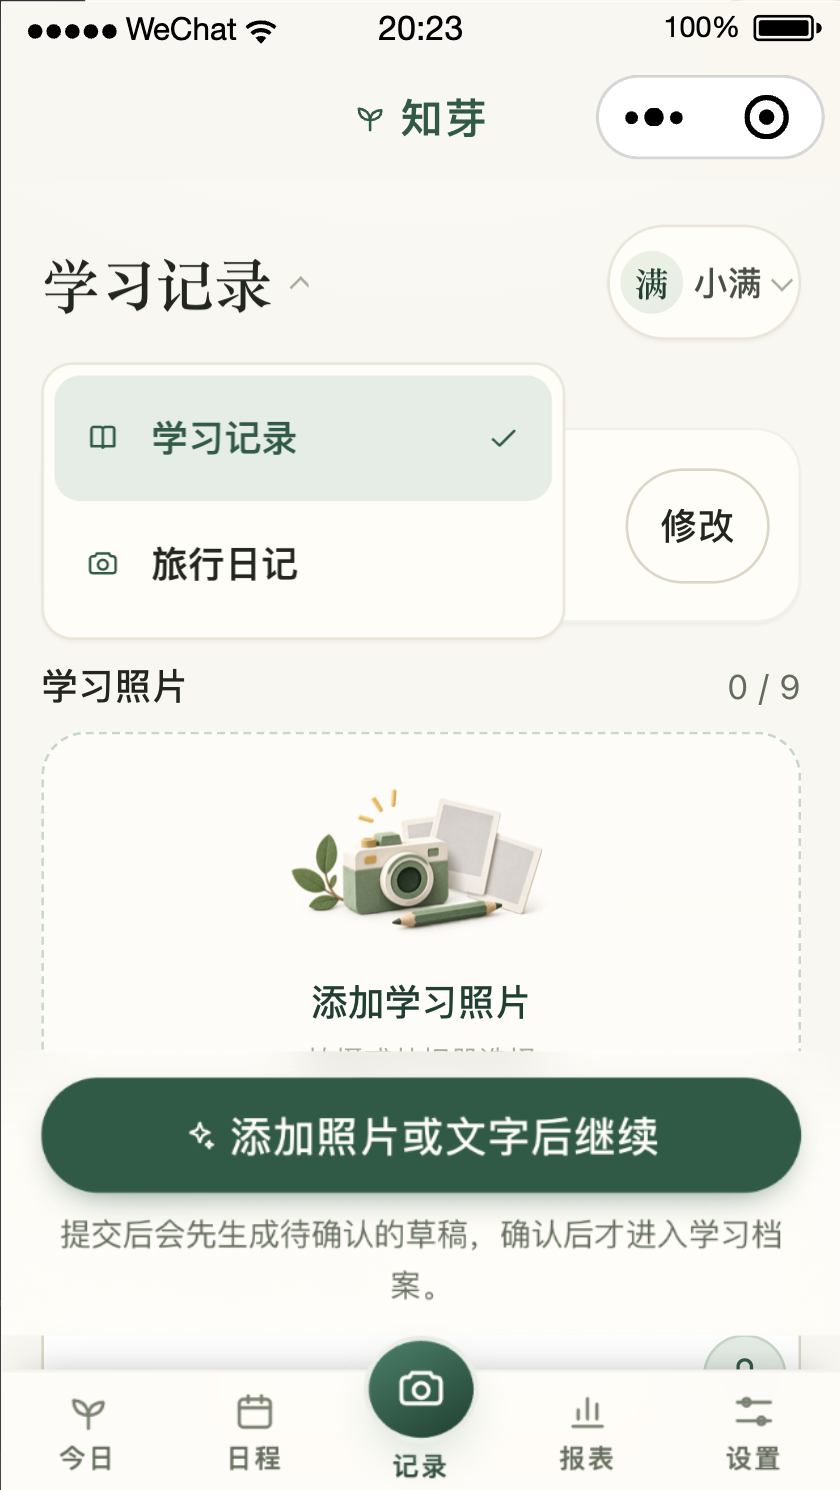 WeChat 20:23 100%
知芽
学习记录
满 小满
学习记录
旅行日记
修改
学习照片 0 / 9
添加学习照片
添加照片或文字后继续
提交后会先生成待确认的草稿，确认后才进入学习档
案。
今日 日程 记录 报表 设置